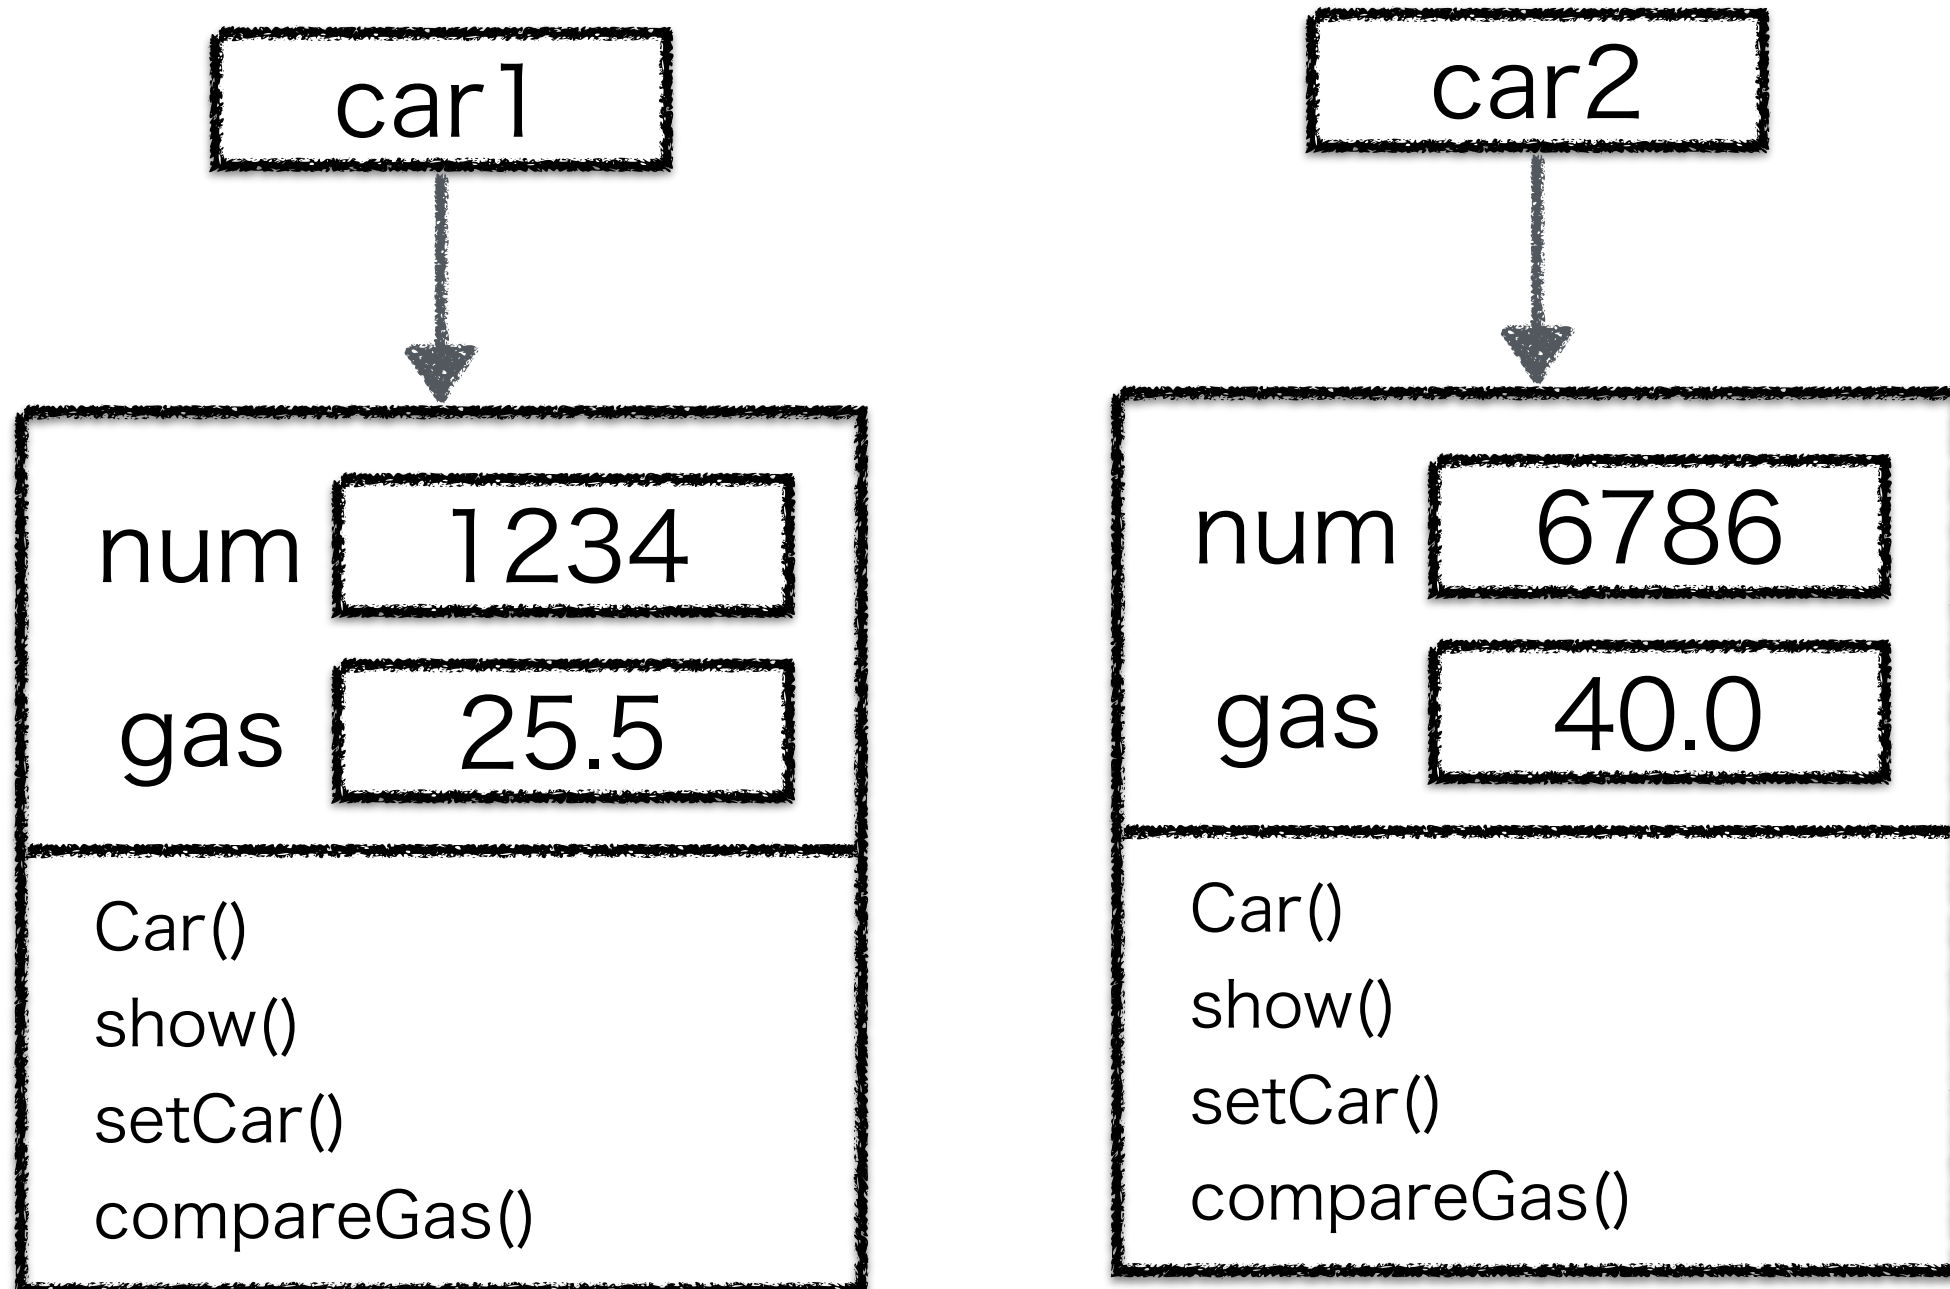 car1
num 1234
gas 25.5
Car()
show()
setCar()
compareGas()
car2
num 6786
gas 40.0
Car()
show()
setCar()
compareGas()